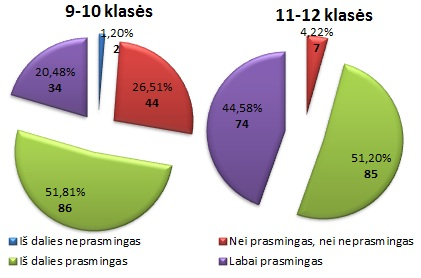 9-10 klasės
11-12 klasės
1,20%
2
26,51%
44
51,81%
86
20,48%
34
4,22%
7
51,20%
85
44,58%
74
Iš dalies neprasmingas
Nei prasmingas, nei neprasmingas
Iš dalies prasmingas
Labai prasmingas